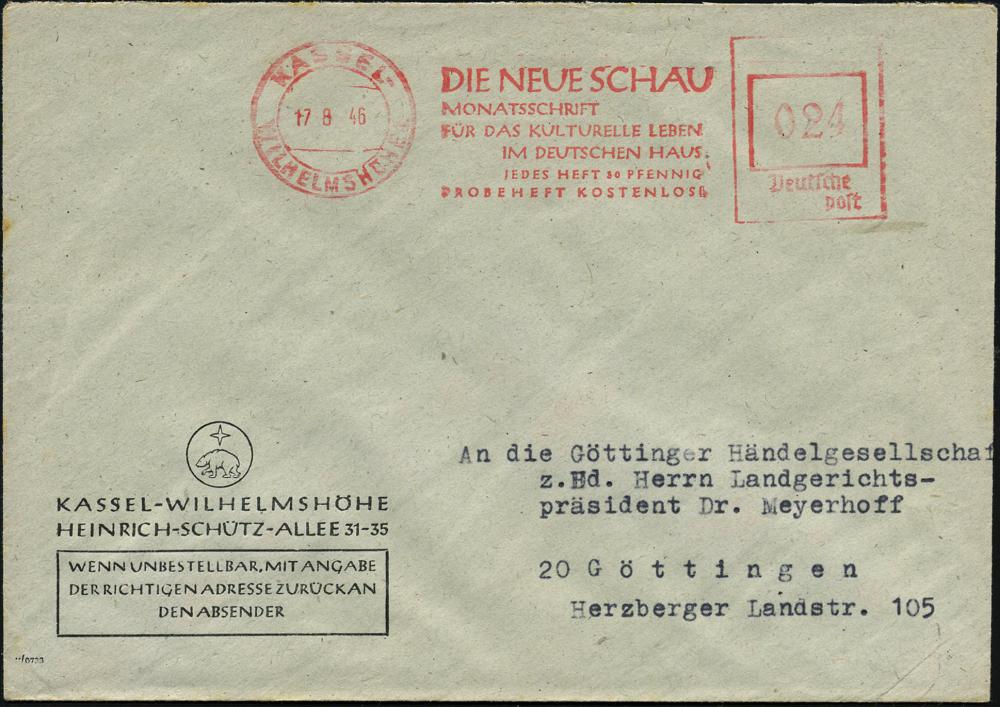 KASSEL-
WILHELMSHÖHE
17 8 46
DIE NEUE SCHAU
MONATSSCHRIFT
FÜR DAS KULTURELLE LEBEN
IM DEUTSCHEN HAUS.
JEDES HEFT 80 PFENNIG
PROBEHEFT KOSTENLOS
024
Deutsche
Post
KASSEL-WILHELMSHÖHE
HEINRICH-SCHÜTZ-ALLEE 31-35
WENN UNBESTELLBAR, MIT ANGABE
DER RICHTIGEN ADRESSE ZURÜCK AN
DEN ABSENDER
An die Göttinger Händelgesellschaf
z.Hd. Herrn Landgerichts-
präsident Dr. Meyerhoff
20 Göttingen
Herzberger Landstr. 105